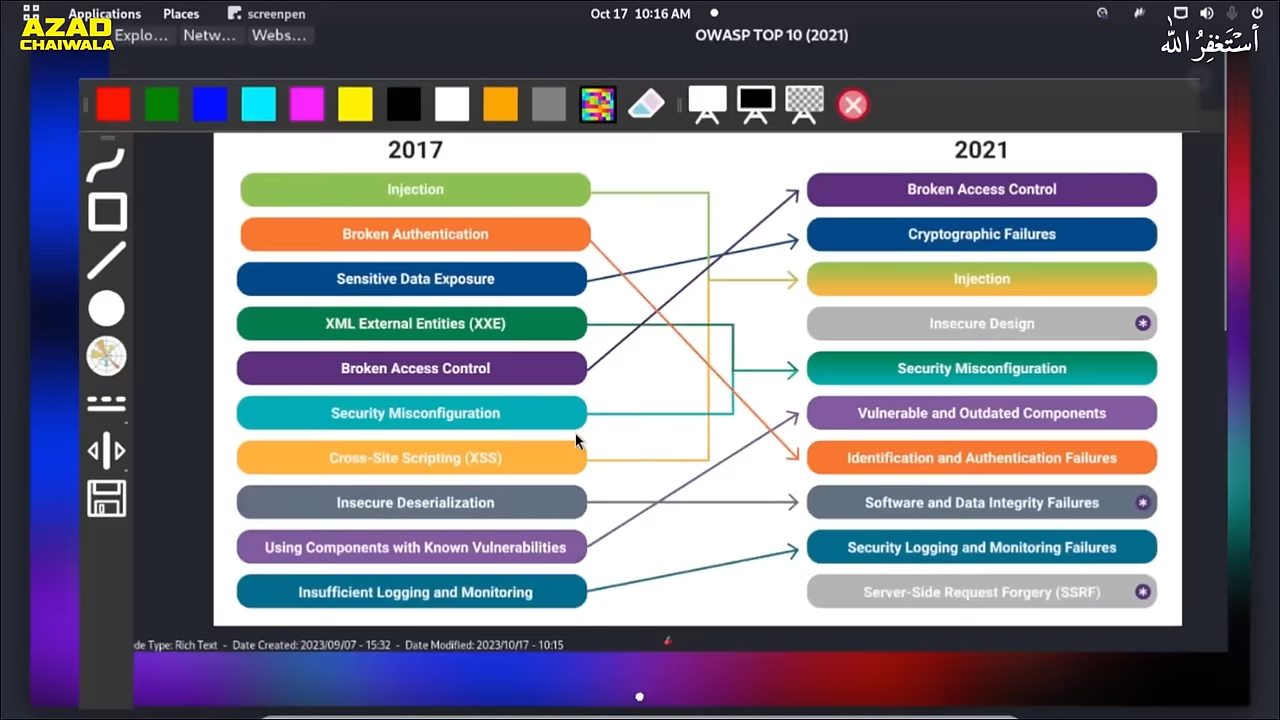 Applications Places screenpen Oct 17 10:16 AM
AZAD
CHAIWALA
Explo... Netw... Webs... OWASP TOP 10 (2021)
أستغفر الله
2017 2021
Injection Broken Access Control
Broken Authentication Cryptographic Failures
Sensitive Data Exposure Injection
XML External Entities (XXE) Insecure Design
Broken Access Control Security Misconfiguration
Security Misconfiguration Vulnerable and Outdated Components
Cross-Site Scripting (XSS) Identification and Authentication Failures
Insecure Deserialization Software and Data Integrity Failures
Using Components with Known Vulnerabilities Security Logging and Monitoring Failures
Insufficient Logging and Monitoring Server-Side Request Forgery (SSRF)
de Type: Rich Text - Date Created: 2023/09/07 - 15:32 - Date Modified: 2023/10/17 - 10:15